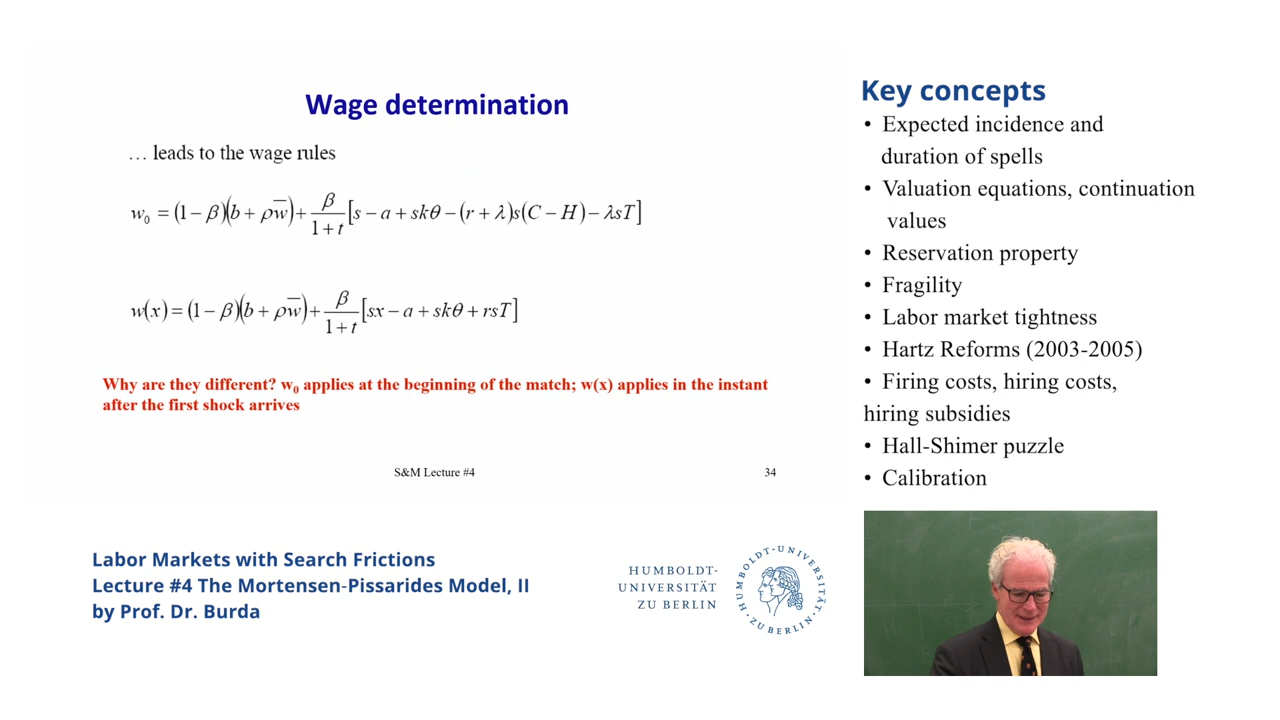 Wage determination
… leads to the wage rules
w₀ = (1 − β)(b + ρw̅) + β/(1+t) [s − a + skθ − (r + λ)s(C − H) − λsT]
w(x) = (1 − β)(b + ρw̅) + β/(1+t) [sx − a + skθ + rsT]
Why are they different? w₀ applies at the beginning of the match; w(x) applies in the instant
after the first shock arrives
S&M Lecture #4
34
Key concepts
• Expected incidence and
duration of spells
• Valuation equations, continuation
values
• Reservation property
• Fragility
• Labor market tightness
• Hartz Reforms (2003-2005)
• Firing costs, hiring costs,
hiring subsidies
• Hall-Shimer puzzle
• Calibration
Labor Markets with Search Frictions
Lecture #4 The Mortensen-Pissarides Model, II
by Prof. Dr. Burda
HUMBOLDT-
UNIVERSITÄT
ZU BERLIN
HUMBOLDT-UNIVERSITÄT
ZU BERLIN